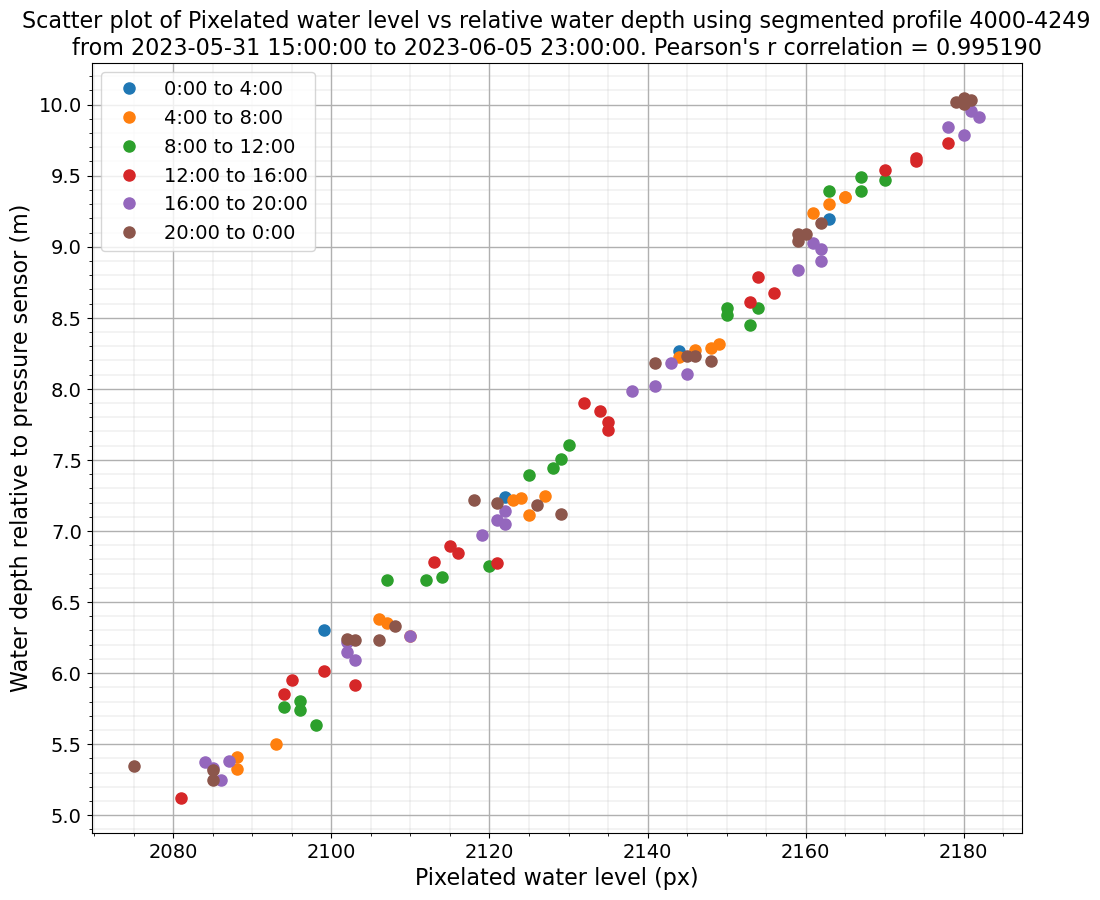 Scatter plot of Pixelated water level vs relative water depth using segmented profile 4000-4249
from 2023-05-31 15:00:00 to 2023-06-05 23:00:00. Pearson's r correlation = 0.995190
0:00 to 4:00
4:00 to 8:00
8:00 to 12:00
12:00 to 16:00
16:00 to 20:00
20:00 to 0:00
Water depth relative to pressure sensor (m)
10.0
9.5
9.0
8.5
8.0
7.5
7.0
6.5
6.0
5.5
5.0
2080 2100 2120 2140 2160 2180
Pixelated water level (px)